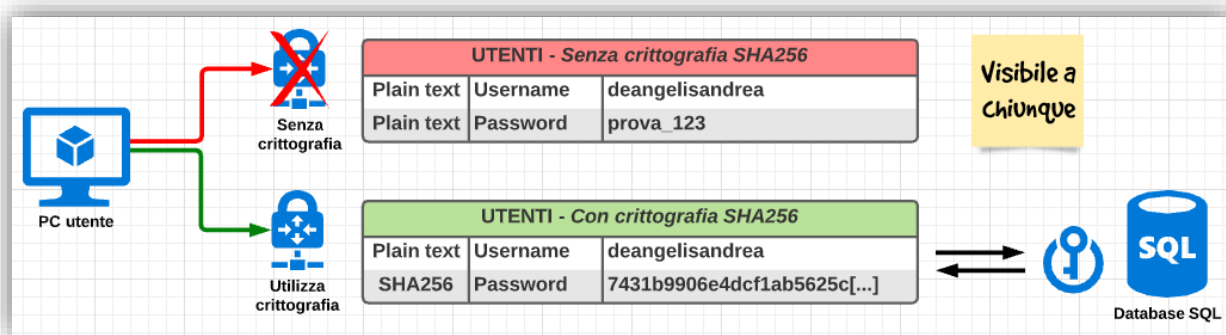 UTENTI - Senza crittografia SHA256
Plain text Username deangelisandrea
Plain text Password prova_123
Senza
crittografia
Visibile a
Chiunque
PC utente
UTENTI - Con crittografia SHA256
Plain text Username deangelisandrea
SHA256 Password 7431b9906e4dcf1ab5625c[...]
Utilizza
crittografia
SQL
Database SQL